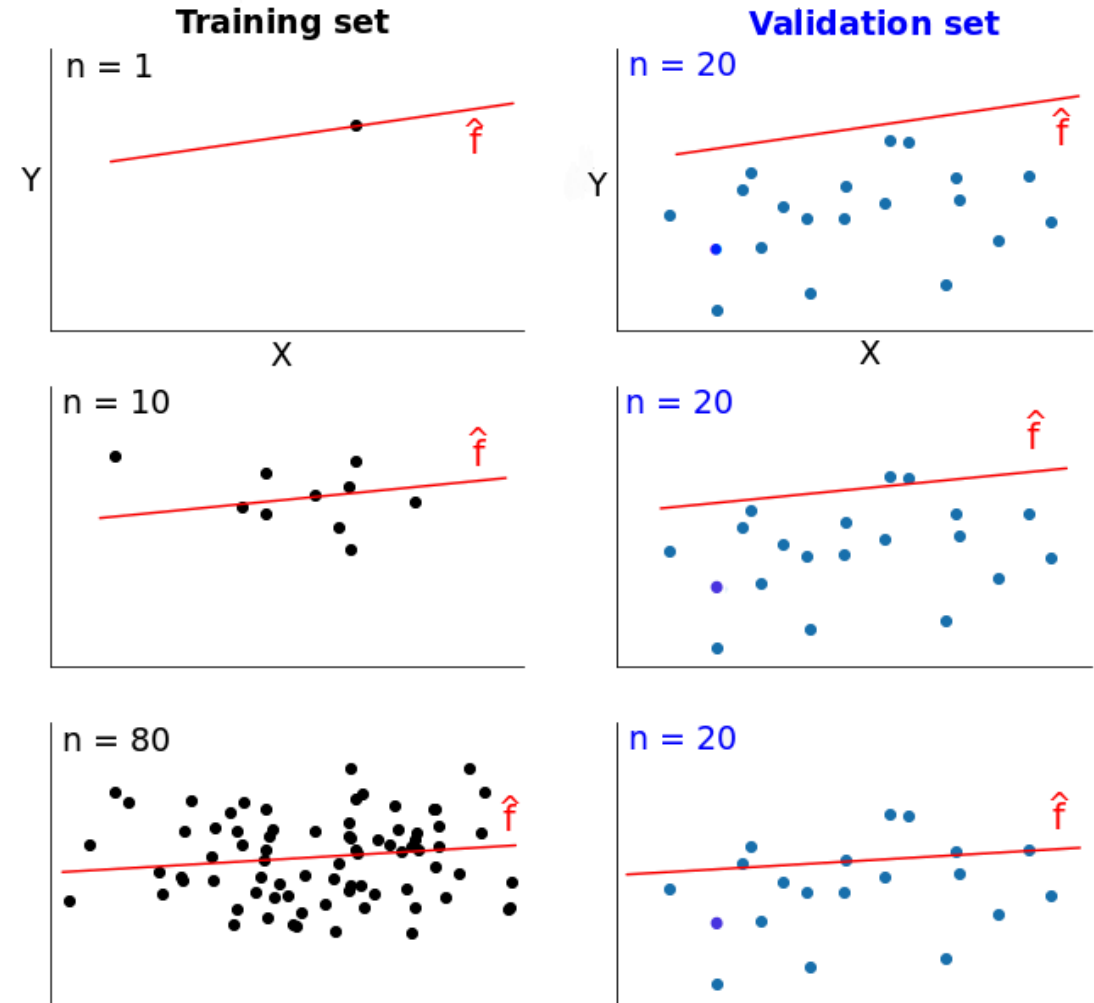 Training set
Validation set
n = 1
n = 20
f̂
f̂
Y
Y
X
X
n = 10
n = 20
f̂
f̂
n = 80
n = 20
f̂
f̂